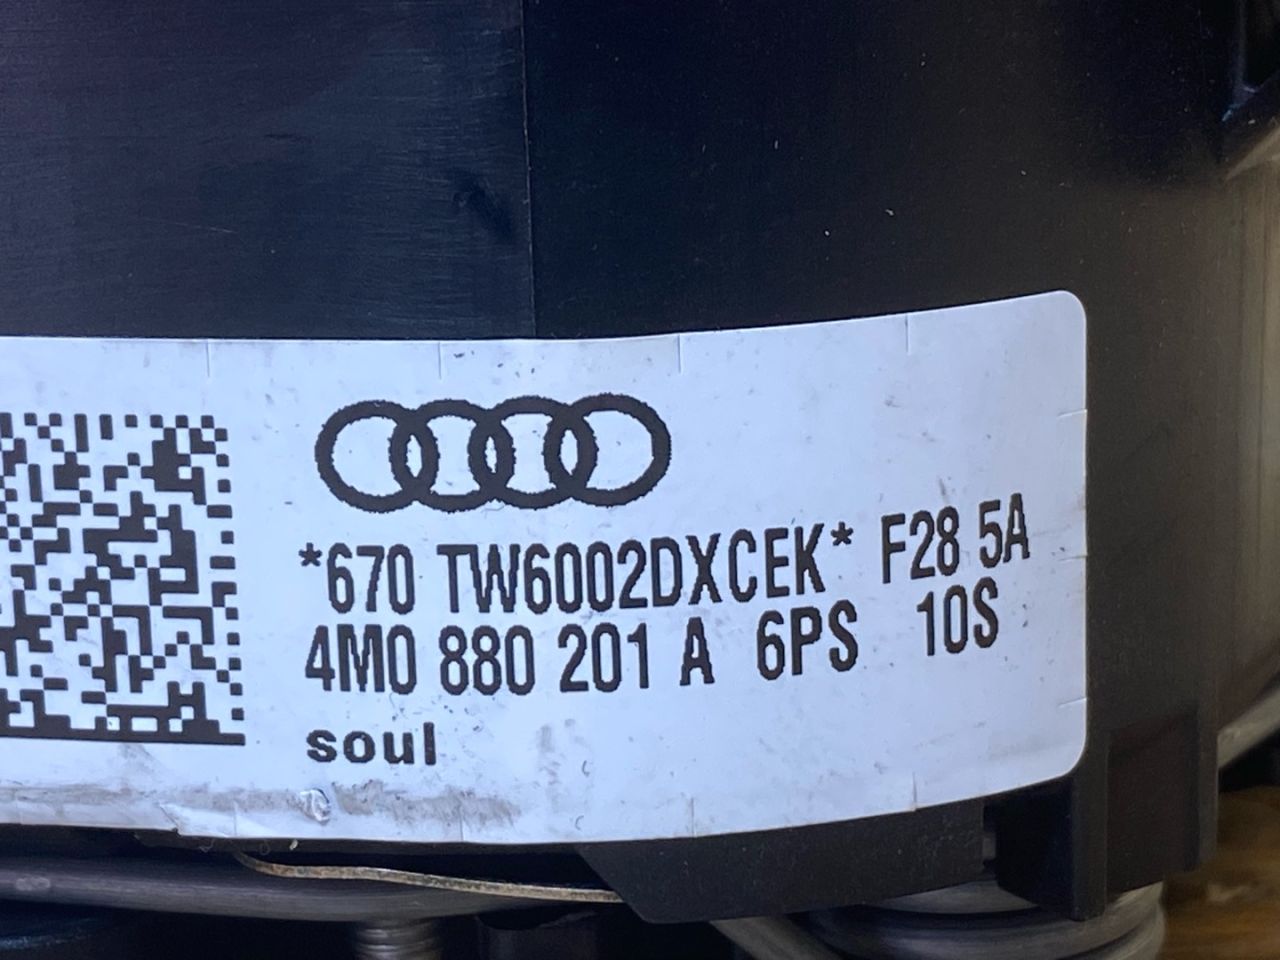 *670 TW6002DXCEK* F28 5A
4M0 880 201 A 6PS 10S
soul